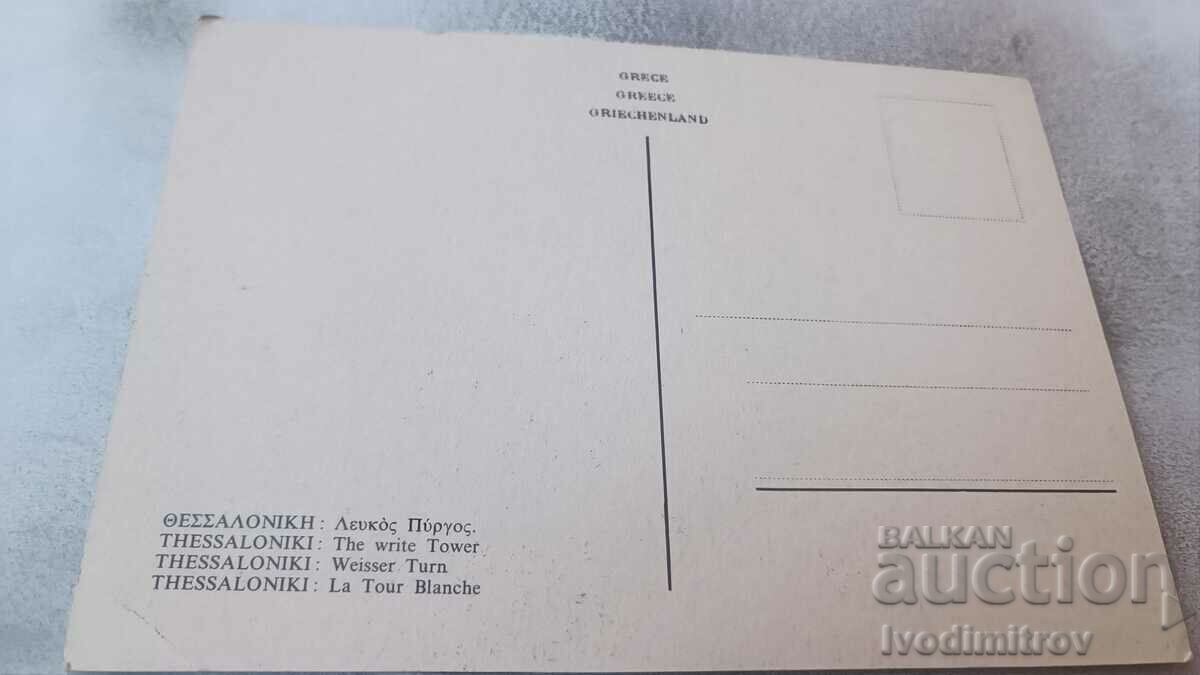 GRECE
GREECE
GRIECHENLAND
ΘΕΣΣΑΛΟΝΙΚΗ: Λευκὸς Πύργος.
THESSALONIKI: The write Tower
THESSALONIKI: Weisser Turn
THESSALONIKI: La Tour Blanche
BALKAN
auction
Ivodimitrov